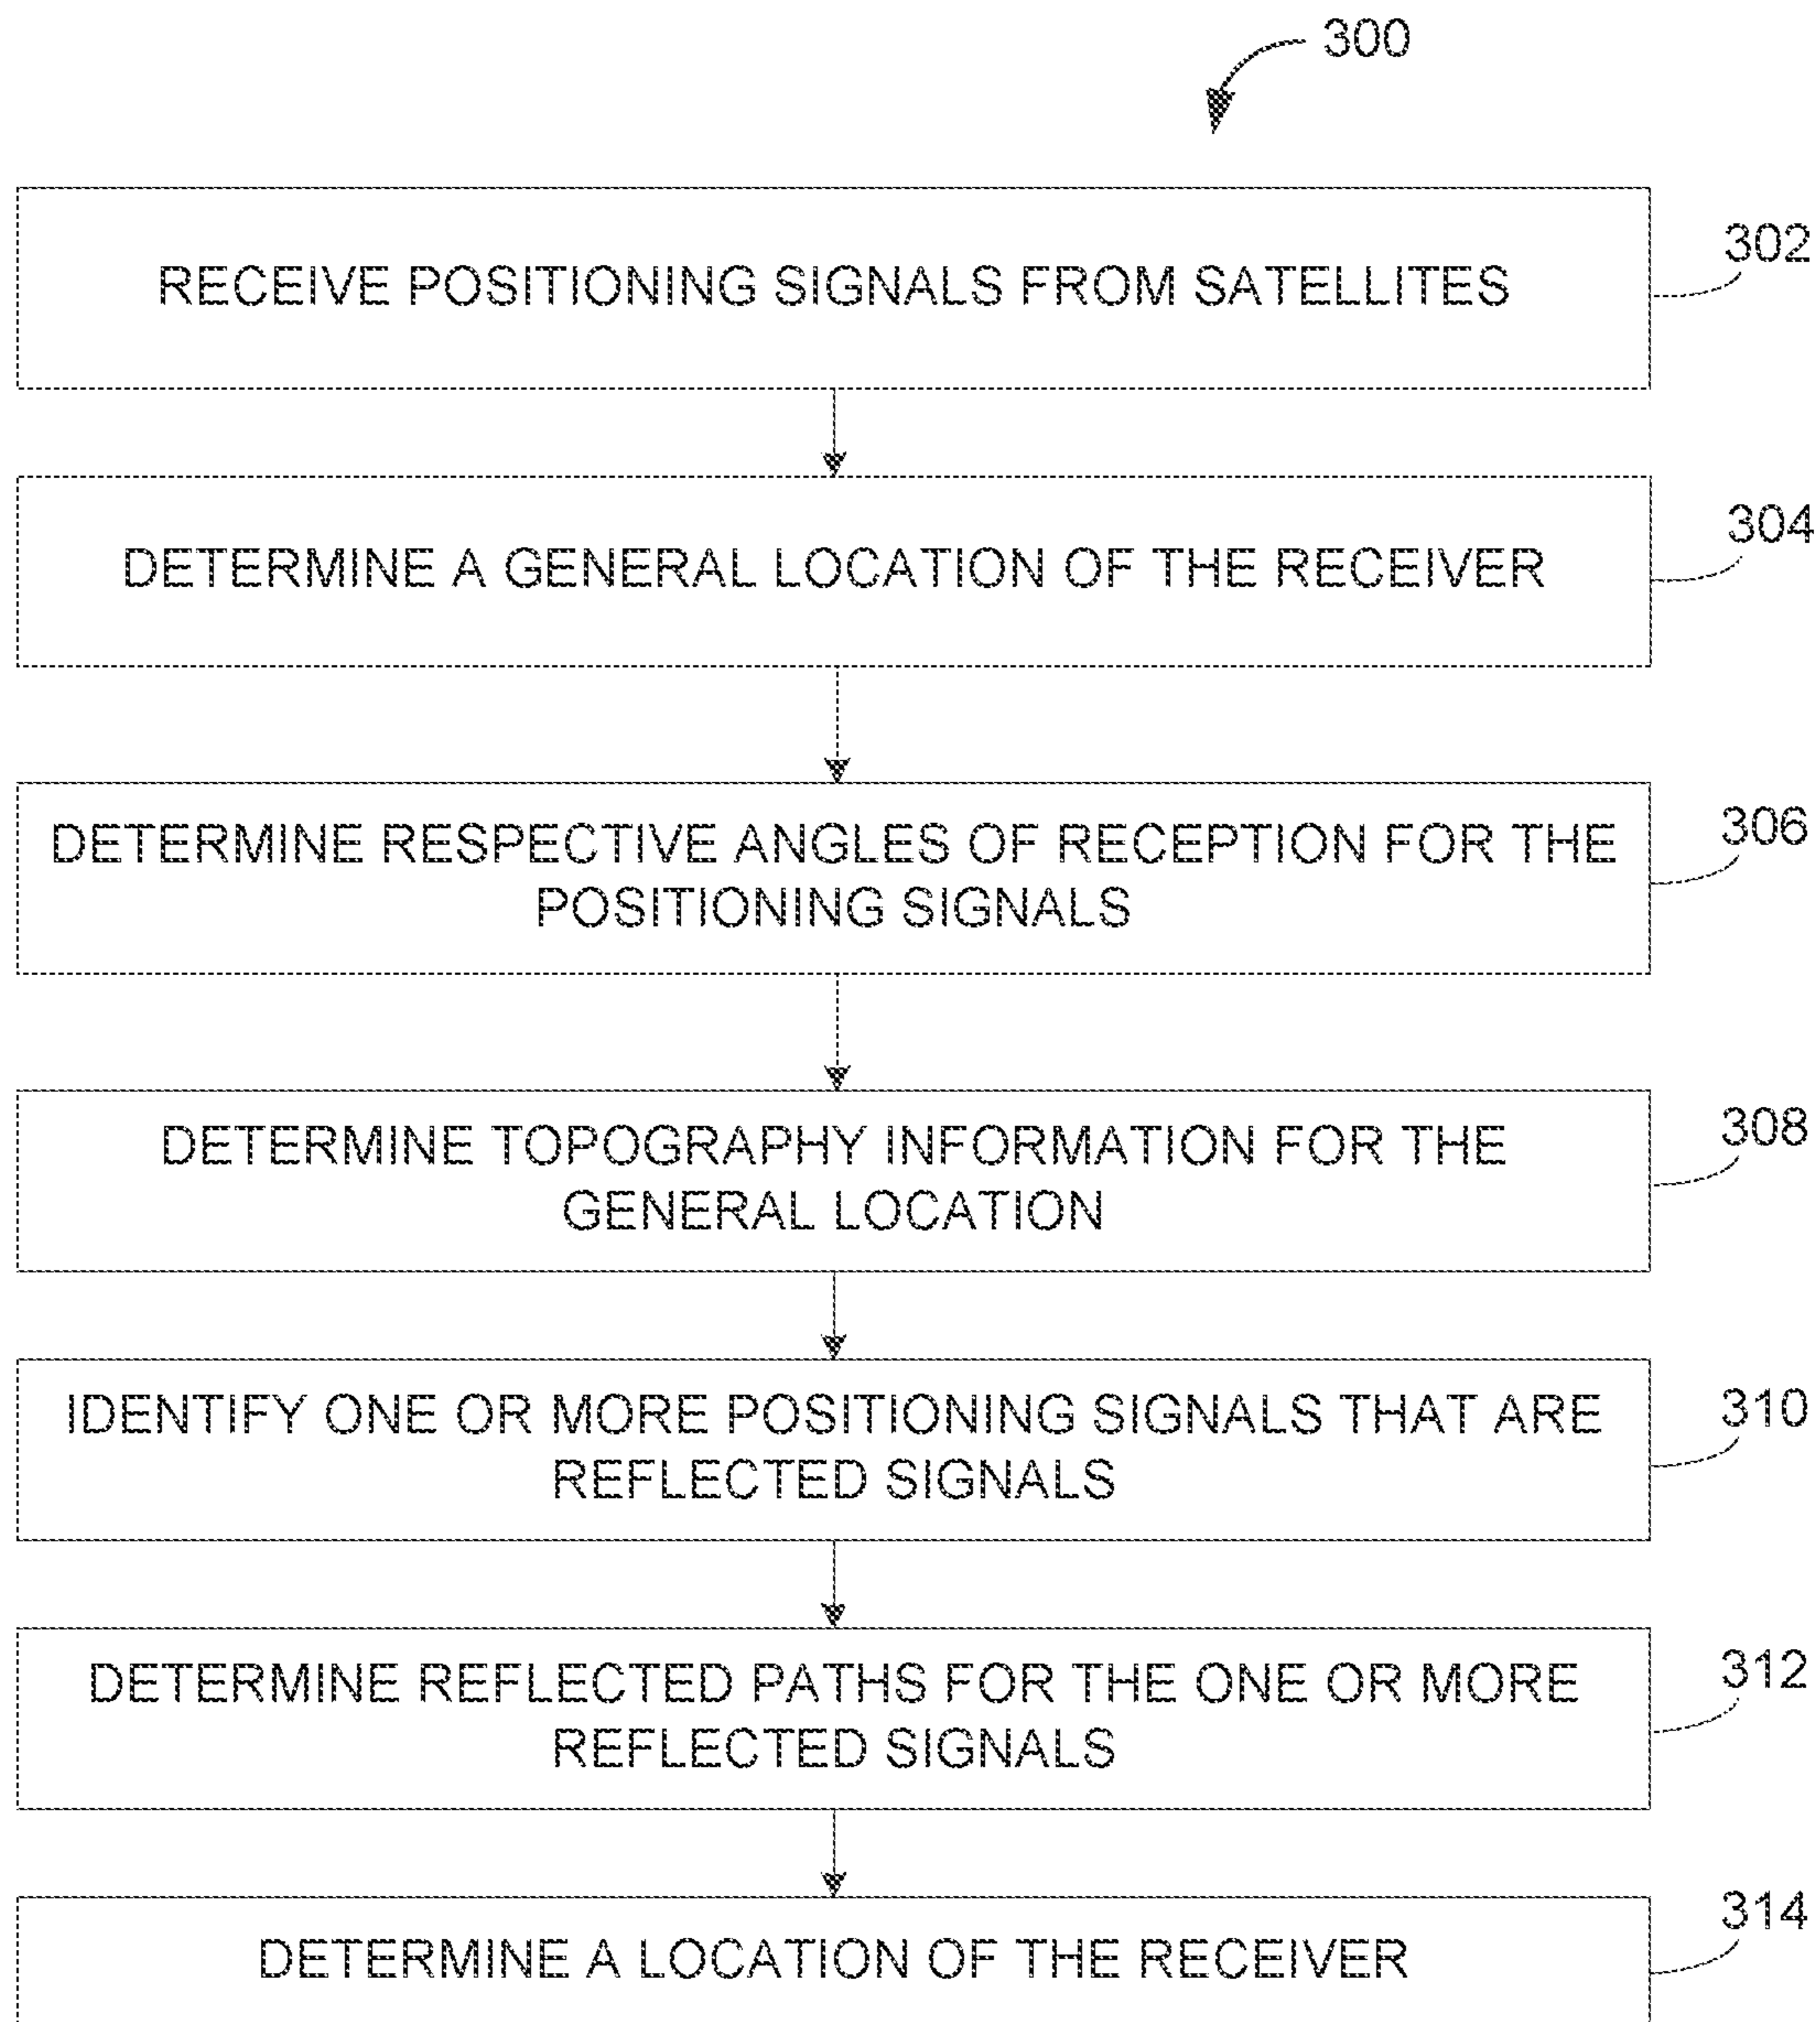 300
RECEIVE POSITIONING SIGNALS FROM SATELLITES
302
DETERMINE A GENERAL LOCATION OF THE RECEIVER
304
DETERMINE RESPECTIVE ANGLES OF RECEPTION FOR THE
POSITIONING SIGNALS
306
DETERMINE TOPOGRAPHY INFORMATION FOR THE
GENERAL LOCATION
308
IDENTIFY ONE OR MORE POSITIONING SIGNALS THAT ARE
REFLECTED SIGNALS
310
DETERMINE REFLECTED PATHS FOR THE ONE OR MORE
REFLECTED SIGNALS
312
DETERMINE A LOCATION OF THE RECEIVER
314